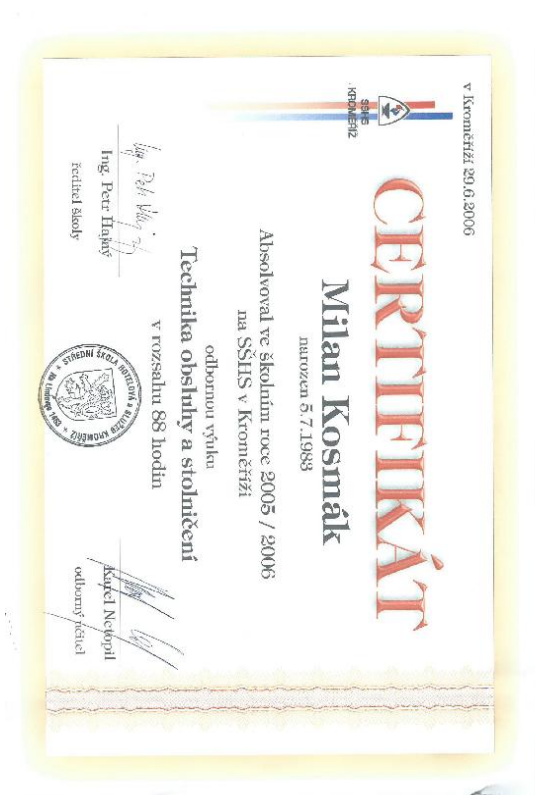 v Kroměříži 29.6.2006
SŠHS
KROMĚŘÍŽ
CERTIFIKÁT
Milan Kosmák
narozen 5.7.1983
Absolvoval ve školním roce 2005 / 2006
na SŠHS v Kroměříži
odbornou výuku
Technika obsluhy a stolničení
v rozsahu 88 hodin
Ing. Petr Hajný
ředitel školy
STŘEDNÍ ŠKOLA HOTELOVÁ A SLUŽEB KROMĚŘÍŽ
Karel Netopil
odborný učitel